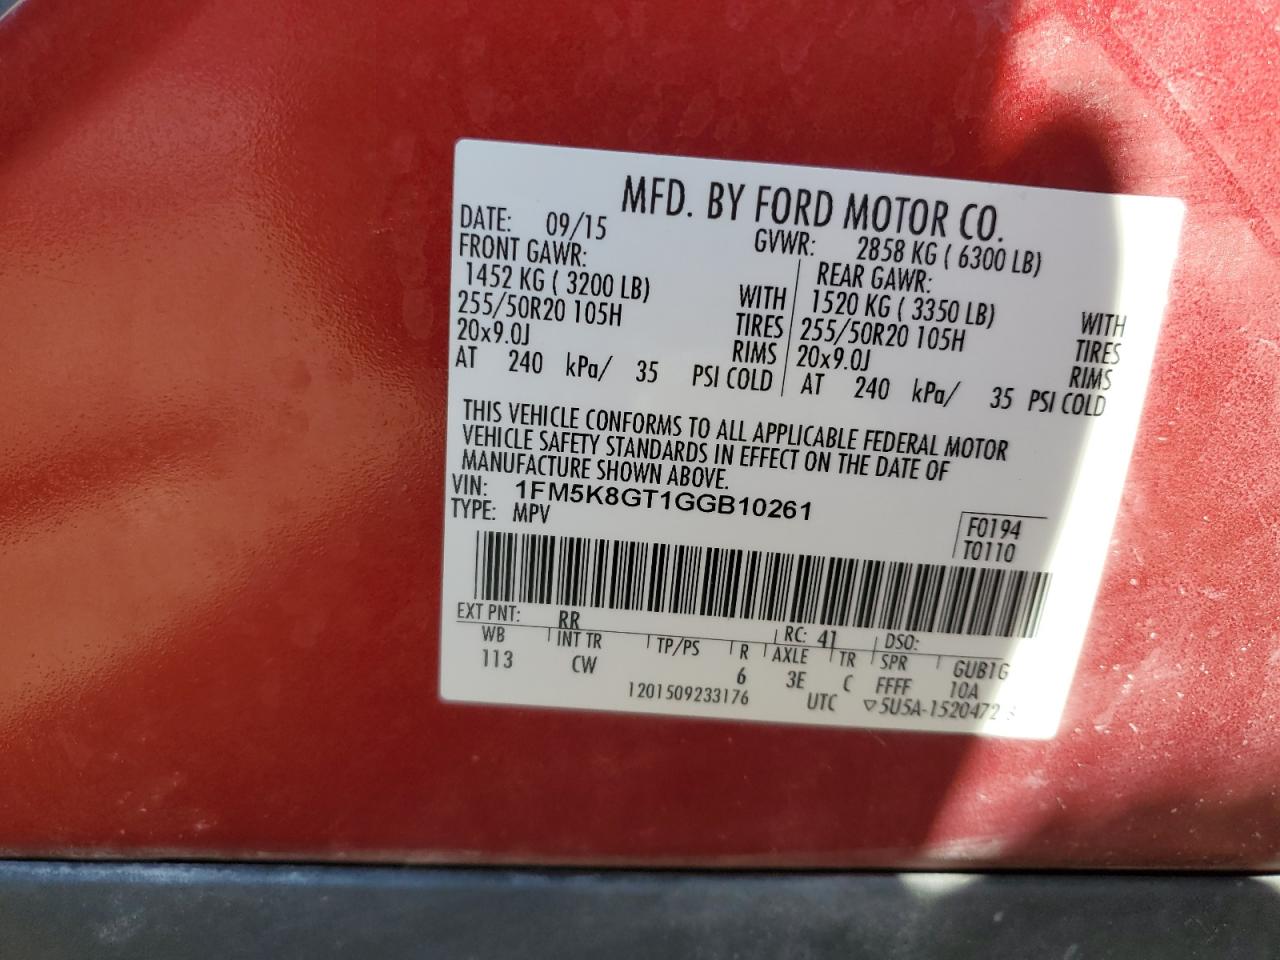 MFD. BY FORD MOTOR CO.
DATE: 09/15 GVWR: 2858 KG ( 6300 LB)
FRONT GAWR: REAR GAWR:
1452 KG ( 3200 LB) WITH 1520 KG ( 3350 LB) WITH
255/50R20 105H TIRES 255/50R20 105H TIRES
20x9.0J RIMS 20x9.0J RIMS
AT 240 kPa/ 35 PSI COLD AT 240 kPa/ 35 PSI COLD
THIS VEHICLE CONFORMS TO ALL APPLICABLE FEDERAL MOTOR
VEHICLE SAFETY STANDARDS IN EFFECT ON THE DATE OF
MANUFACTURE SHOWN ABOVE.
VIN: 1FM5K8GT1GGB10261
TYPE: MPV
F0194
T0110
EXT PNT: RR RC: 41 DSO:
WB INT TR TP/PS R AXLE TR SPR GUB1G
113 CW 6 3E C FFFF 10A
1201509233176 UTC ▽5U5A-1520472